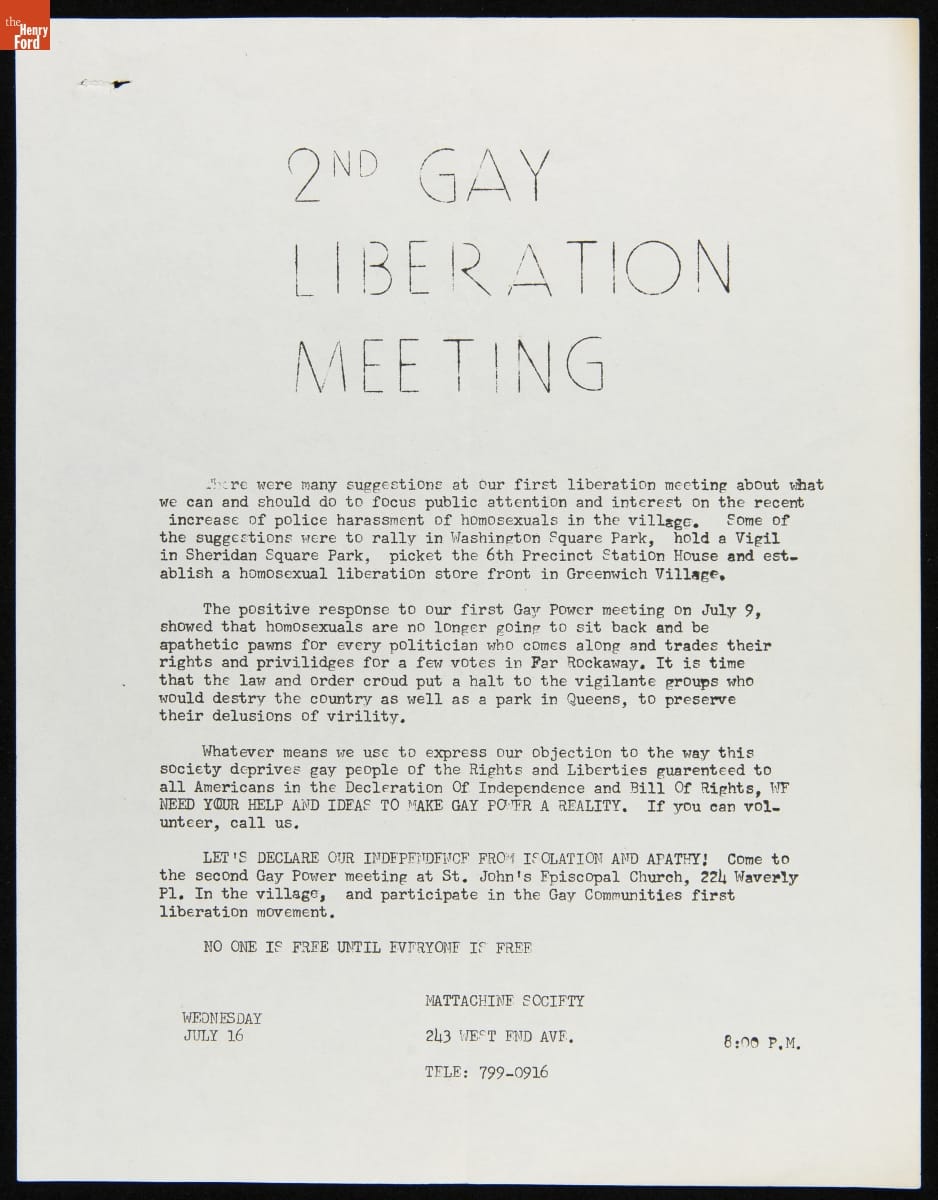 the
Henry
Ford
2ND GAY
LIBERATION
MEETING
There were many suggestions at our first liberation meeting about what
we can and should do to focus public attention and interest on the recent
increase of police harassment of homosexuals in the village. Some of
the suggestions were to rally in Washington Square Park, hold a Vigil
in Sheridan Square Park, picket the 6th Precinct Station House and est-
ablish a homosexual liberation store front in Greenwich Village.
The positive response to our first Gay Power meeting on July 9,
showed that homosexuals are no longer going to sit back and be
apathetic pawns for every politician who comes along and trades their
rights and privilidges for a few votes in Far Rockaway. It is time
that the law and order croud put a halt to the vigilante groups who
would destry the country as well as a park in Queens, to preserve
their delusions of virility.
Whatever means we use to express our objection to the way this
society deprives gay people of the Rights and Liberties guarenteed to
all Americans in the Decleration Of Independence and Bill Of Rights, WE
NEED YOUR HELP AND IDEAS TO MAKE GAY POWER A REALITY. If you can vol-
unteer, call us.
LET'S DECLARE OUR INDEPENDENCE FROM ISOLATION AND APATHY! Come to
the second Gay Power meeting at St. John's Episcopal Church, 224 Waverly
Pl. In the village, and participate in the Gay Communities first
liberation movement.
NO ONE IS FREE UNTIL EVERYONE IS FREE
MATTACHINE SOCIETY
WEDNESDAY
JULY 16
243 WEST END AVE.
8:00 P.M.
TELE: 799-0916